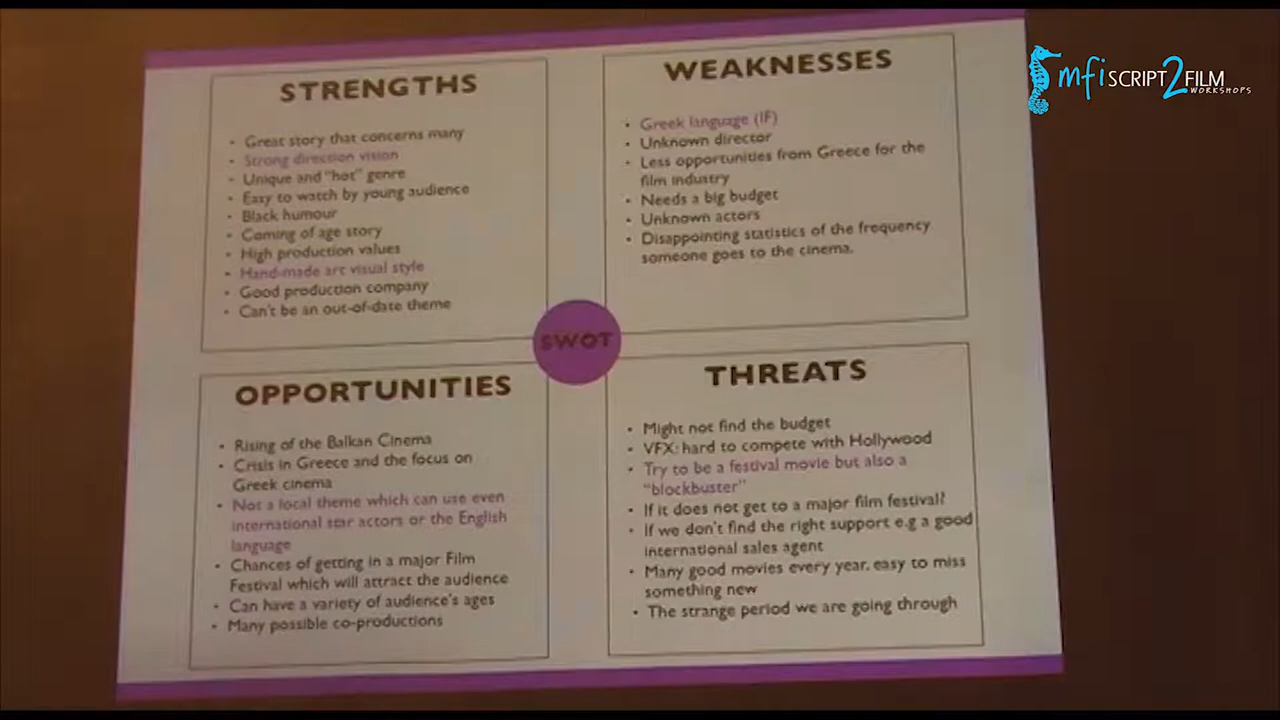 STRENGTHS
• Great story that concerns many
• Strong direction vision
• Unique and "hot" genre
• Easy to watch by young audience
• Black humour
• Coming of age story
• High production values
• Hand-made art visual style
• Good production company
• Can't be an out-of-date theme
WEAKNESSES
• Greek language (IF)
• Unknown director
• Less opportunities from Greece for the
film industry
• Needs a big budget
• Unknown actors
• Disappointing statistics of the frequency
someone goes to the cinema.
SWOT
OPPORTUNITIES
• Rising of the Balkan Cinema
• Crisis in Greece and the focus on
Greek cinema
• Not a local theme which can use even
international star actors or the English
language
• Chances of getting in a major Film
Festival which will attract the audience
• Can have a variety of audience's ages
• Many possible co-productions
THREATS
• Might not find the budget
• VFX: hard to compete with Hollywood
• Try to be a festival movie but also a
"blockbuster"
• If it does not get to a major film festival?
• If we don't find the right support e.g a good
international sales agent
• Many good movies every year, easy to miss
something new
• The strange period we are going through
mfi SCRIPT 2 FILM
WORKSHOPS